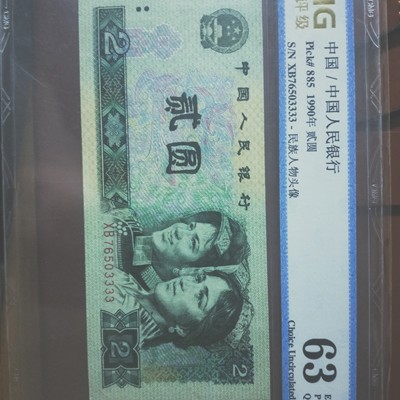 2
中国人民银行
贰圆
XB76503333
2
G
评级
中国/中国人民银行
Pick# 885 1990年 贰圆
S/N XB76503333 - 民族人物头像
63
Choice Uncirculated
E
P
Q